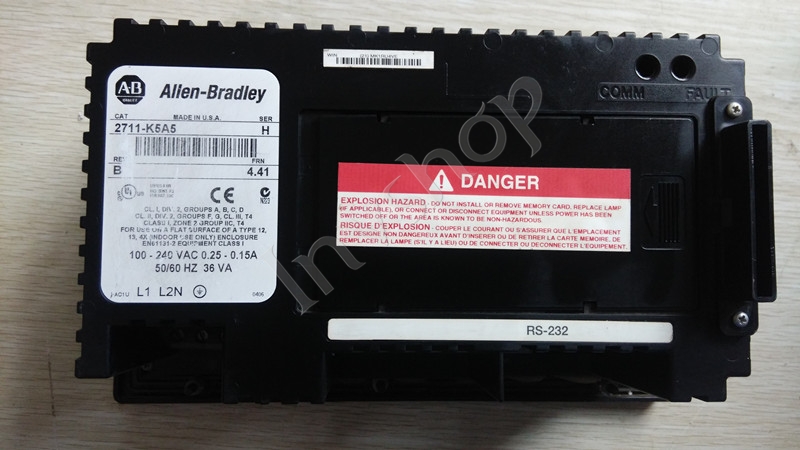 AB
Allen-Bradley
CAT
MADE IN U.S.A.
SER
2711-K5A5
H
REV
B
FRN
4.41
CE
N223
CL. I, DIV. 2, GROUPS A, B, C, D
CL. II, DIV. 2, GROUPS F, G, CL. III, T4
CLASS I, ZONE 2 GROUP IIC, T4
FOR USE ON A FLAT SURFACE OF A TYPE 12,
13, 4X (INDOOR USE ONLY) ENCLOSURE
EN61131-2 EQUIPMENT CLASS I
100 - 240 VAC 0.25 - 0.15A
50/60 HZ 36 VA
L1 L2N
0406
WIN
COMM
FAULT
DANGER
EXPLOSION HAZARD - DO NOT INSTALL OR REMOVE MEMORY CARD, REPLACE LAMP
(IF APPLICABLE), OR CONNECT OR DISCONNECT EQUIPMENT UNLESS POWER HAS BEEN
SWITCHED OFF OR THE AREA IS KNOWN TO BE NON-HAZARDOUS.
RISQUE D'EXPLOSION - COUPER LE COURANT OU S'ASSURER QUE L'EMPLACEMENT
EST DESIGNE NON DANGEREUX AVANT D'INSERER OU DE RETIRER LA CARTE MEMOIRE, DE
REMPLACER LA LAMPE (S'IL Y A LIEU) OU DE CONNECTER OU DECONNECTER L'EQUIPEMENT.
RS-232